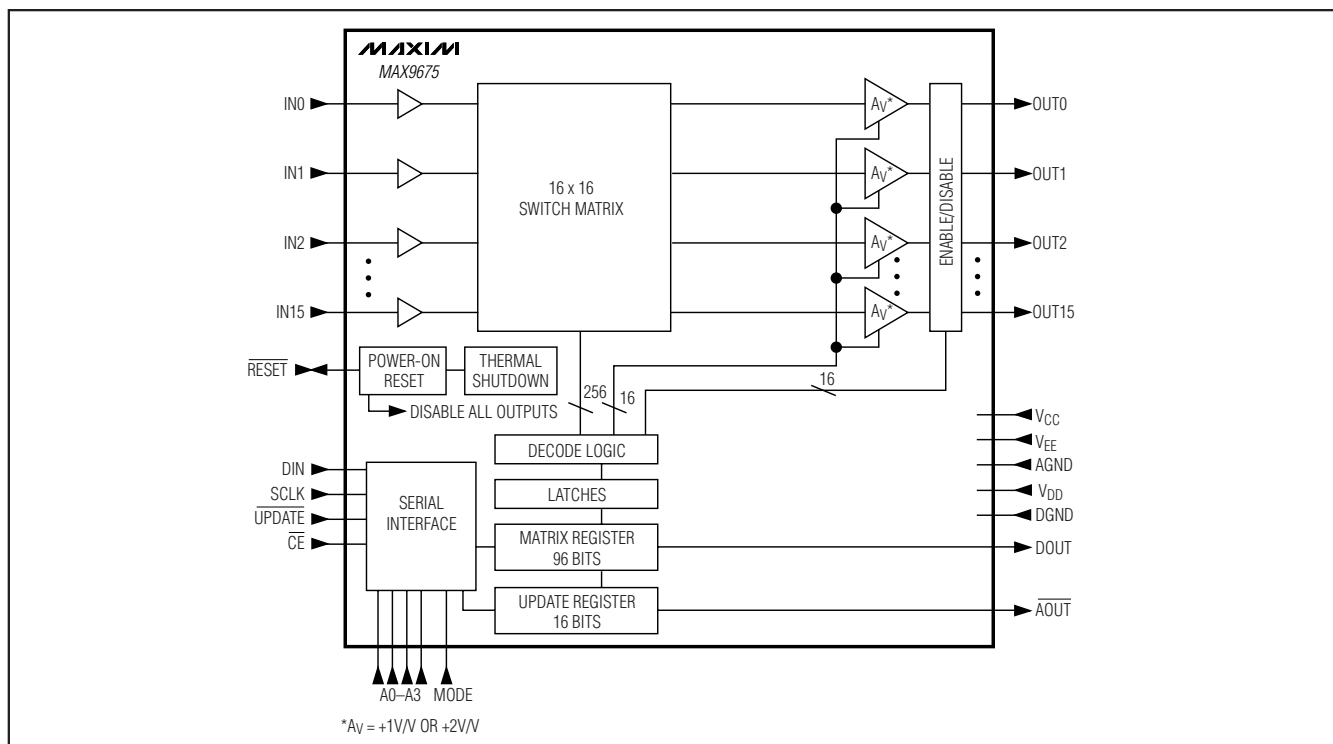 MAXIM
MAX9675
IN0
IN1
IN2
IN15
16 x 16
SWITCH MATRIX
AV*
AV*
AV*
AV*
ENABLE/DISABLE
OUT0
OUT1
OUT2
OUT15
RESET
POWER-ON
RESET
THERMAL
SHUTDOWN
DISABLE ALL OUTPUTS
256
16
16
DECODE LOGIC
LATCHES
MATRIX REGISTER
96 BITS
UPDATE REGISTER
16 BITS
DIN
SCLK
UPDATE
CE
SERIAL
INTERFACE
VCC
VEE
AGND
VDD
DGND
DOUT
AOUT
A0–A3
MODE
*AV = +1V/V OR +2V/V